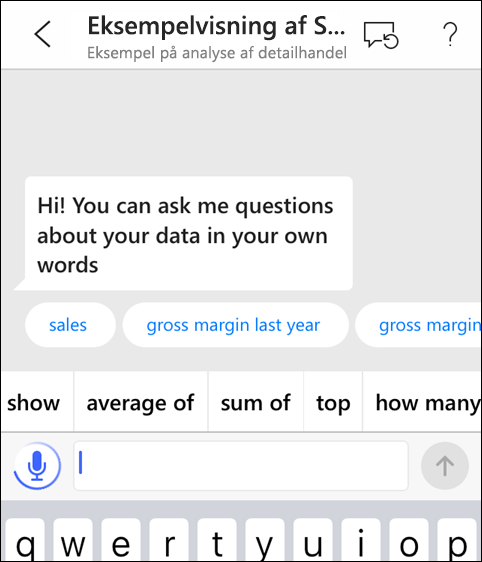 Eksempelvisning af S...
Eksempel på analyse af detailhandel
?
Hi! You can ask me questions
about your data in your own
words
sales gross margin last year gross margin
show average of sum of top how many
q w e r t y u i o p